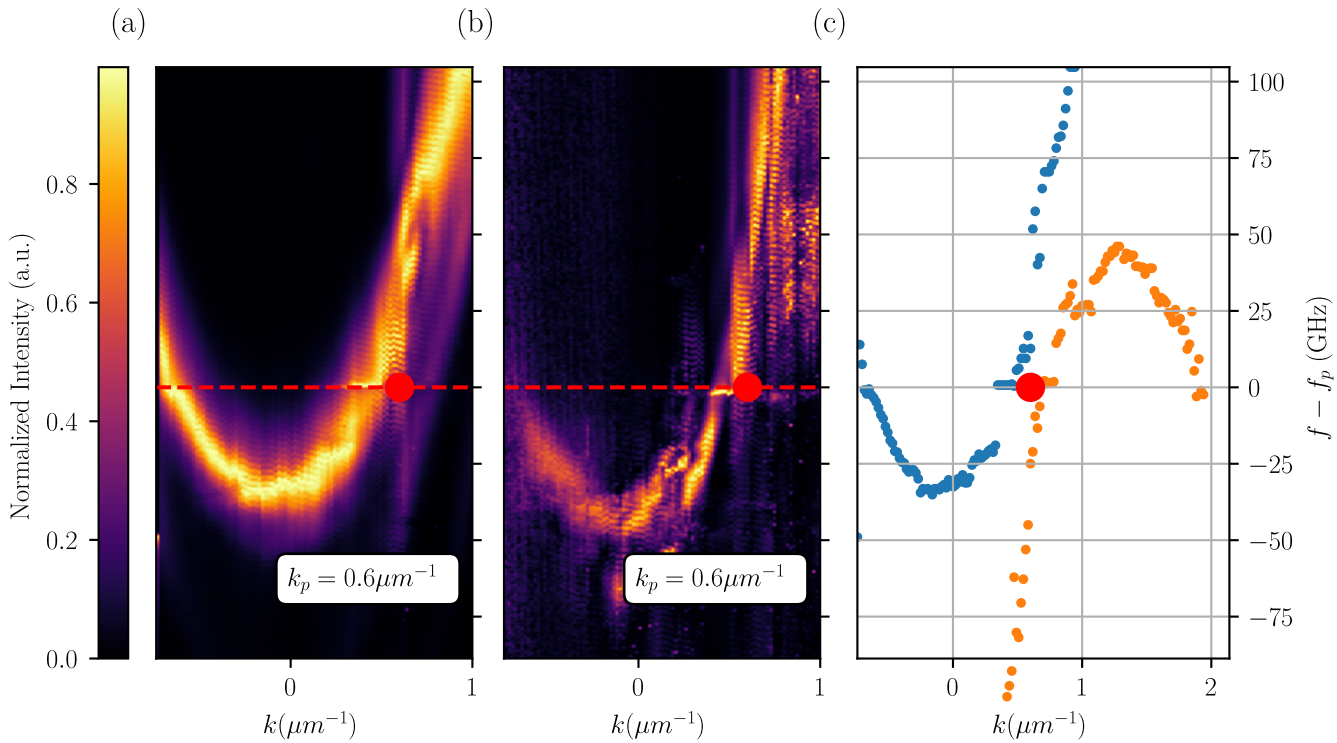 (a)
(b)
(c)
Normalized Intensity (a.u.)
0.0
0.2
0.4
0.6
0.8
k_p = 0.6μm⁻¹
0
1
k(μm⁻¹)
k_p = 0.6μm⁻¹
0
1
k(μm⁻¹)
100
75
50
25
0
−25
−50
−75
f − f_p (GHz)
0
1
2
k(μm⁻¹)